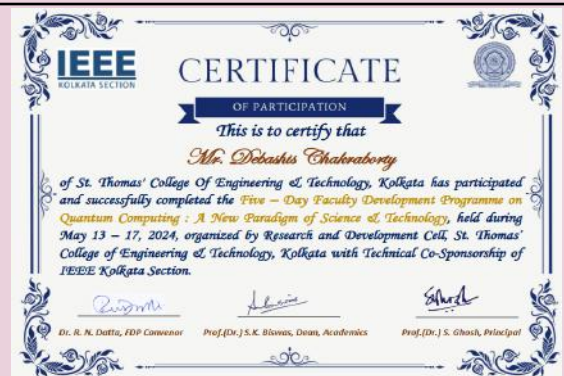 IEEE
KOLKATA SECTION
CERTIFICATE
OF PARTICIPATION
This is to certify that
Mr. Debashis Chakraborty
of St. Thomas' College Of Engineering & Technology, Kolkata has participated
and successfully completed the Five – Day Faculty Development Programme on
Quantum Computing : A New Paradigm of Science & Technology, held during
May 13 – 17, 2024, organized by Research and Development Cell, St. Thomas'
College of Engineering & Technology, Kolkata with Technical Co-Sponsorship of
IEEE Kolkata Section.
Dr. R. N. Datta, FDP Convenor
Prof.(Dr.) S.K. Biswas, Dean, Academics
Prof.(Dr.) S. Ghosh, Principal